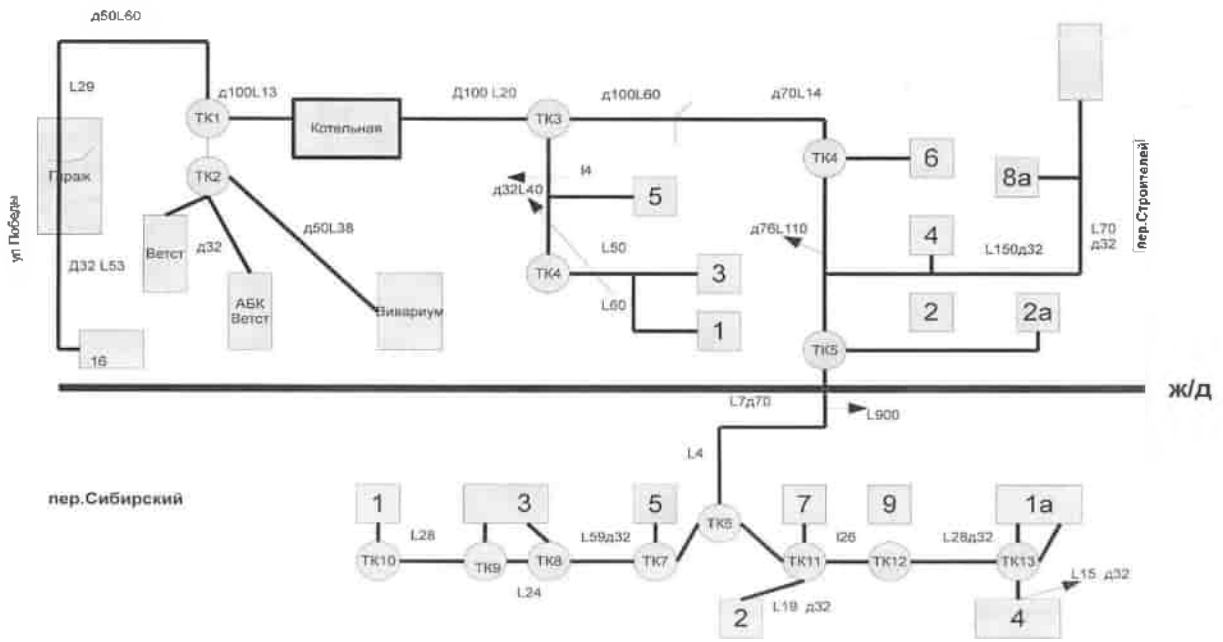 д50L60
L29
д100L13
Котельная
Д100 L20
д100L60
д70L14
ТК1
ТК3
ТК4
6
ТК2
Гараж
ул Победы
l4
д32L40
5
8а
пер.Строителей
д50L38
д76L110
L70
д32
Ветст
д32
L50
4
L150д32
Д32 L53
АБК
Ветст
Вивариум
ТК4
3
L60
2
2а
1
16
ТК5
ж/д
L7д70
L900
L4
пер.Сибирский
1
3
5
7
9
1а
ТК6
L28
L59д32
l26
L28д32
ТК10
ТК9
ТК8
ТК7
ТК11
ТК12
ТК13
L24
L15 д32
2
L19 д32
4